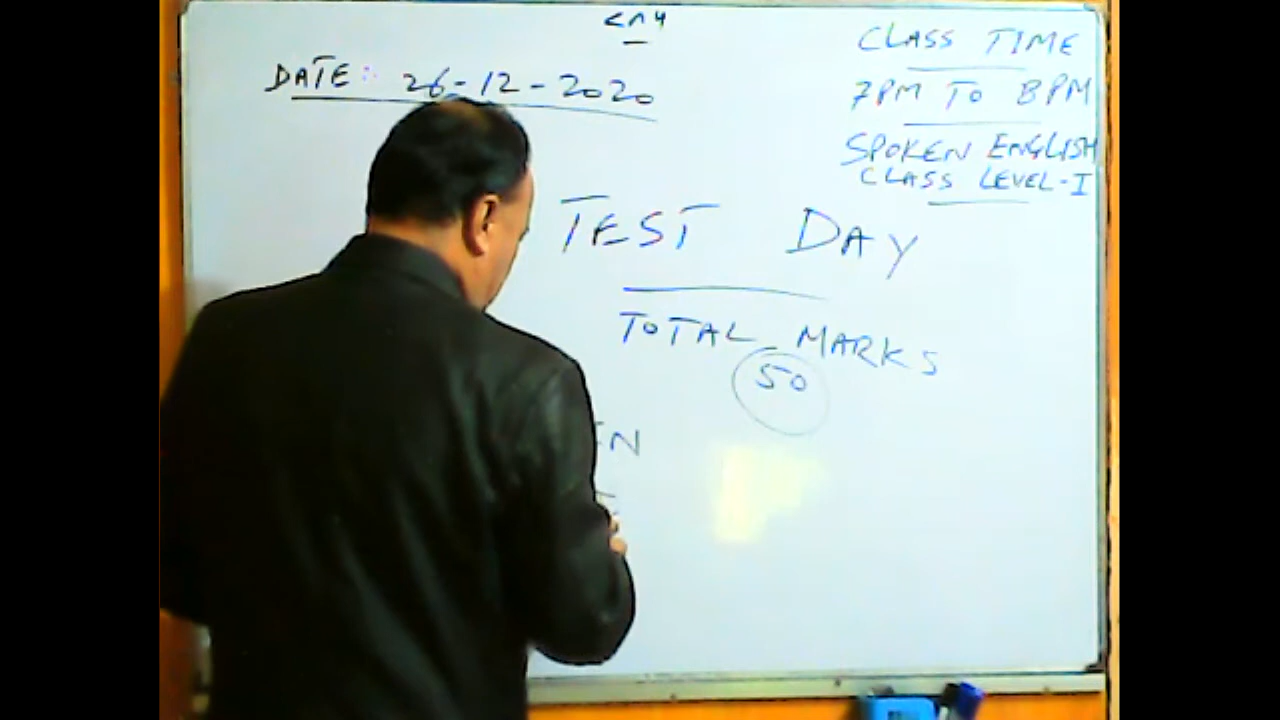 DATE: 26-12-2020
CLASS TIME
7PM TO 8PM
SPOKEN ENGLISH
CLASS LEVEL-I
TEST DAY
TOTAL MARKS
50